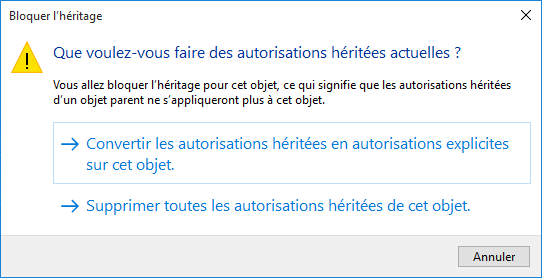 Bloquer l'héritage
Que voulez-vous faire des autorisations héritées actuelles ?
Vous allez bloquer l'héritage pour cet objet, ce qui signifie que les autorisations héritées
d'un objet parent ne s'appliqueront plus à cet objet.
Convertir les autorisations héritées en autorisations explicites
sur cet objet.
Supprimer toutes les autorisations héritées de cet objet.
Annuler